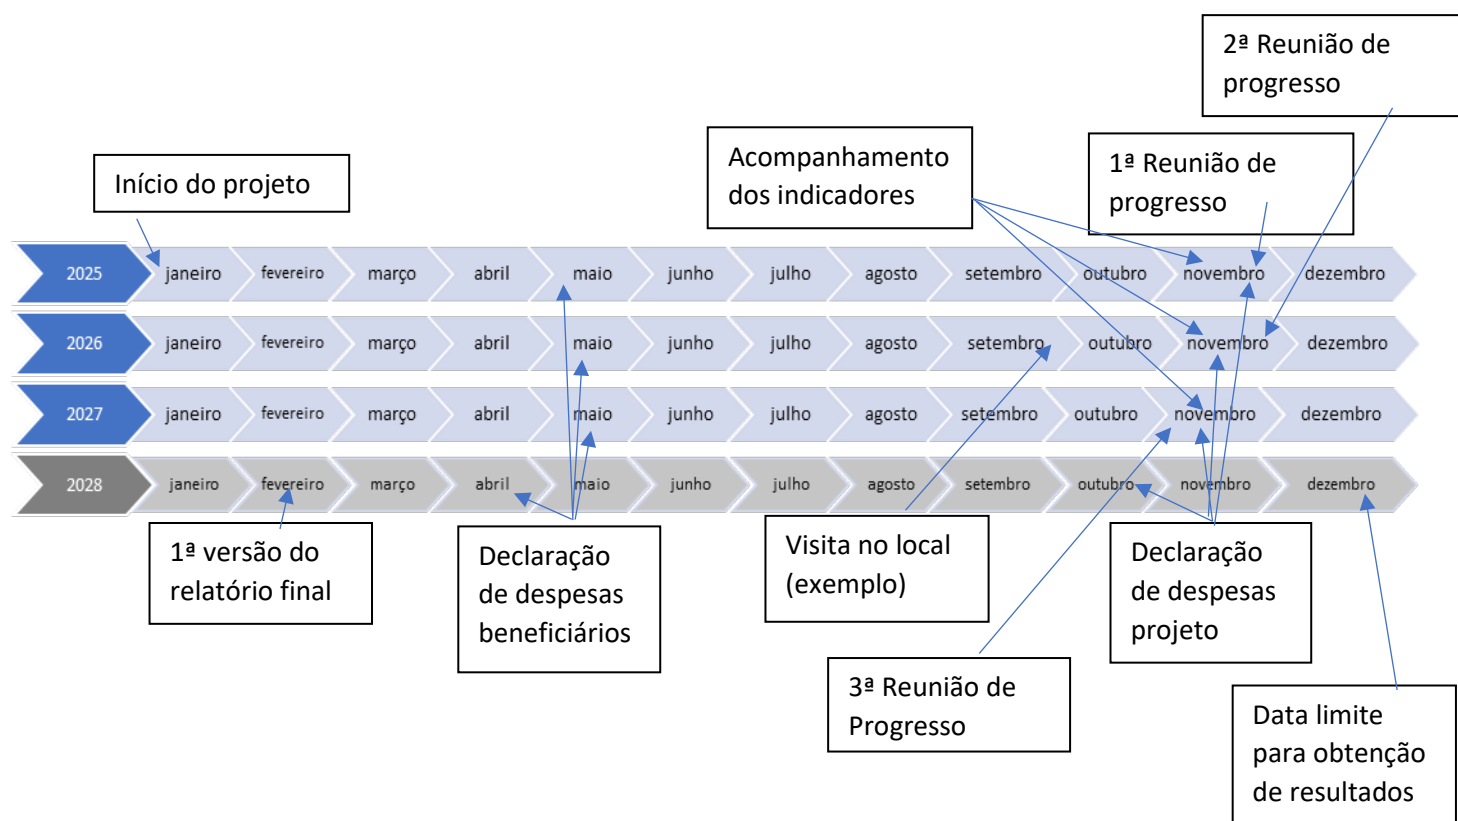 2ª Reunião de
progresso
Acompanhamento
dos indicadores
1ª Reunião de
progresso
Início do projeto
2025 janeiro fevereiro março abril maio junho julho agosto setembro outubro novembro dezembro
2026 janeiro fevereiro março abril maio junho julho agosto setembro outubro novembro dezembro
2027 janeiro fevereiro março abril maio junho julho agosto setembro outubro novembro dezembro
2028 janeiro fevereiro março abril maio junho julho agosto setembro outubro novembro dezembro
1ª versão do
relatório final
Declaração
de despesas
beneficiários
Visita no local
(exemplo)
Declaração
de despesas
projeto
3ª Reunião de
Progresso
Data limite
para obtenção
de resultados